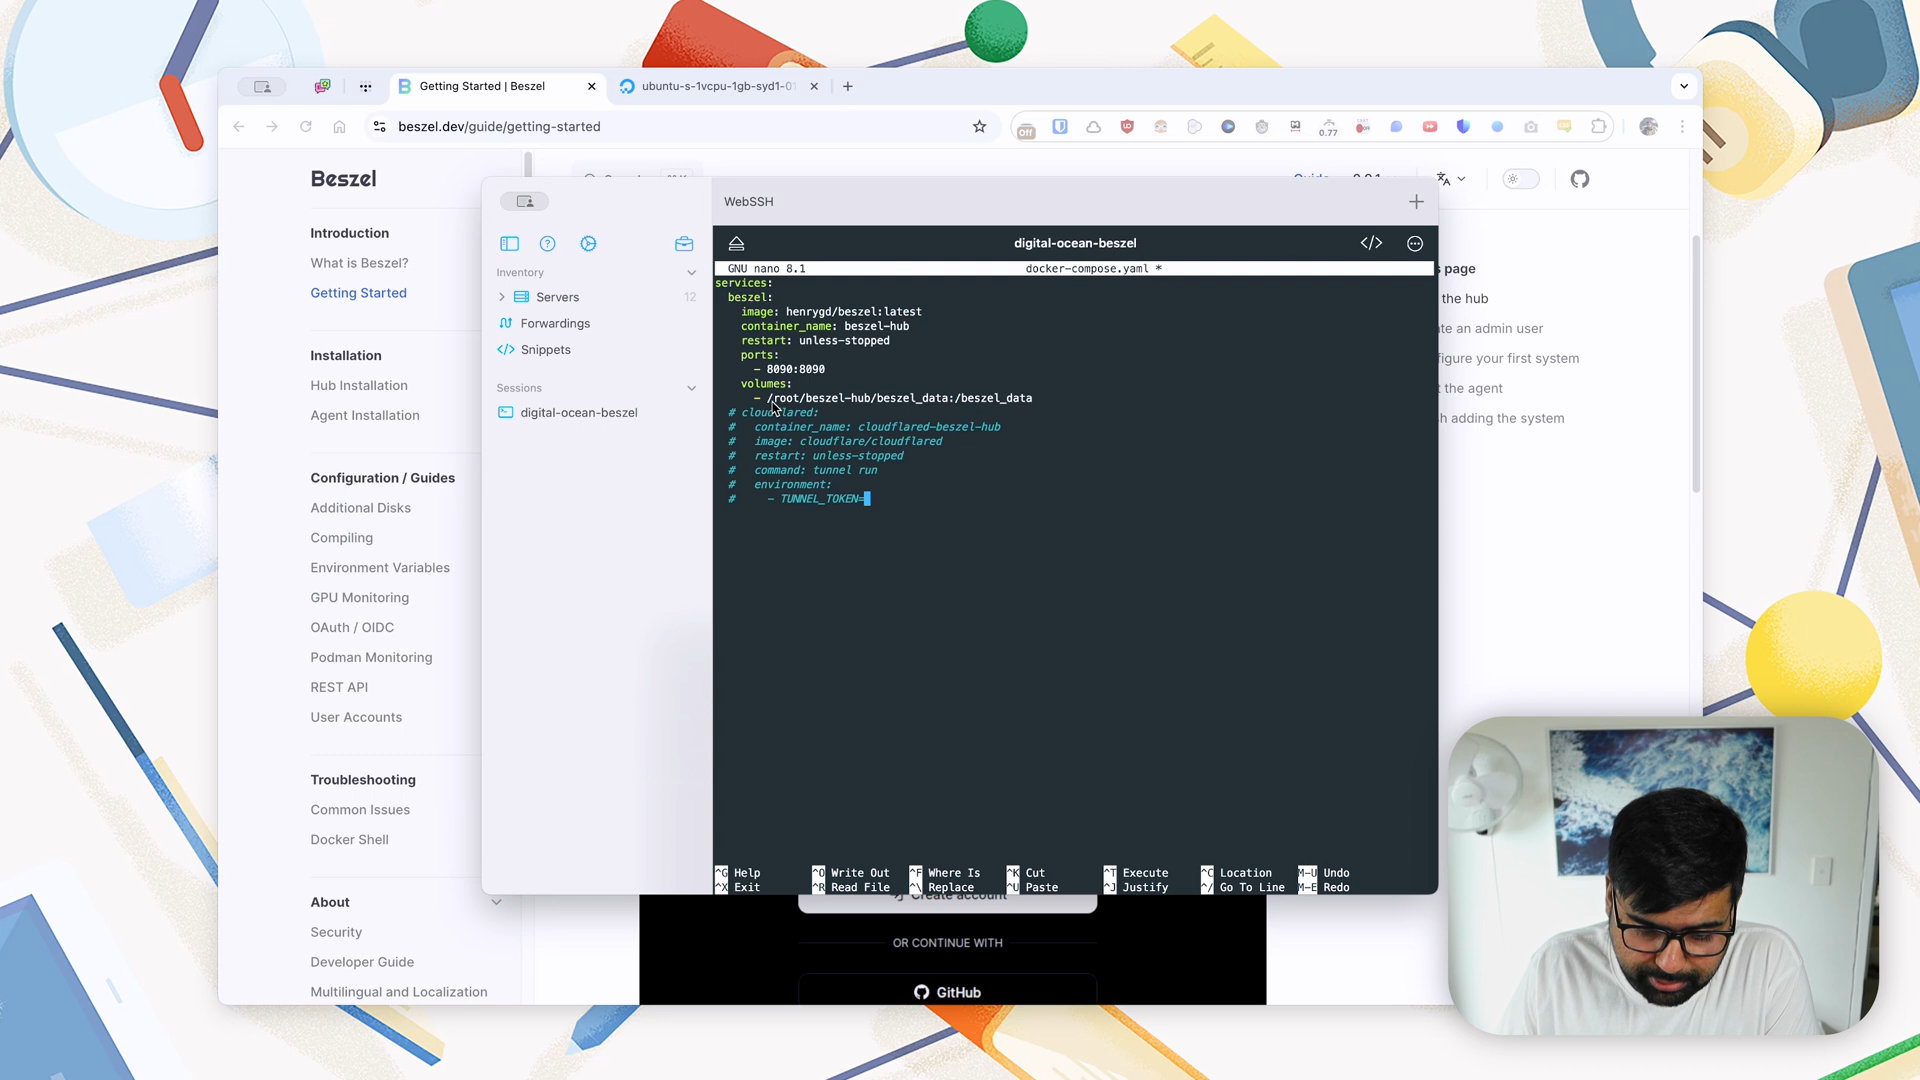 Getting Started | Beszel
ubuntu-s-1vcpu-1gb-syd1-01
beszel.dev/guide/getting-started
Off
0.77
Beszel
Introduction
What is Beszel?
Getting Started
Installation
Hub Installation
Agent Installation
Configuration / Guides
Additional Disks
Compiling
Environment Variables
GPU Monitoring
OAuth / OIDC
Podman Monitoring
REST API
User Accounts
Troubleshooting
Common Issues
Docker Shell
About
Security
Developer Guide
Multilingual and Localization
WebSSH
Inventory
Servers 12
Forwardings
Snippets
Sessions
digital-ocean-beszel
digital-ocean-beszel
GNU nano 8.1 docker-compose.yaml *
services:
beszel:
image: henrygd/beszel:latest
container_name: beszel-hub
restart: unless-stopped
ports:
- 8090:8090
volumes:
- /root/beszel-hub/beszel_data:/beszel_data
# cloudflared:
#   container_name: cloudflared-beszel-hub
#   image: cloudflare/cloudflared
#   restart: unless-stopped
#   command: tunnel run
#   environment:
#     - TUNNEL_TOKEN=
^G Help ^O Write Out ^F Where Is ^K Cut ^T Execute ^C Location M-U Undo
^X Exit ^R Read File ^\ Replace ^U Paste ^J Justify ^/ Go To Line M-E Redo
s page
the hub
te an admin user
figure your first system
t the agent
h adding the system
Create account
OR CONTINUE WITH
GitHub